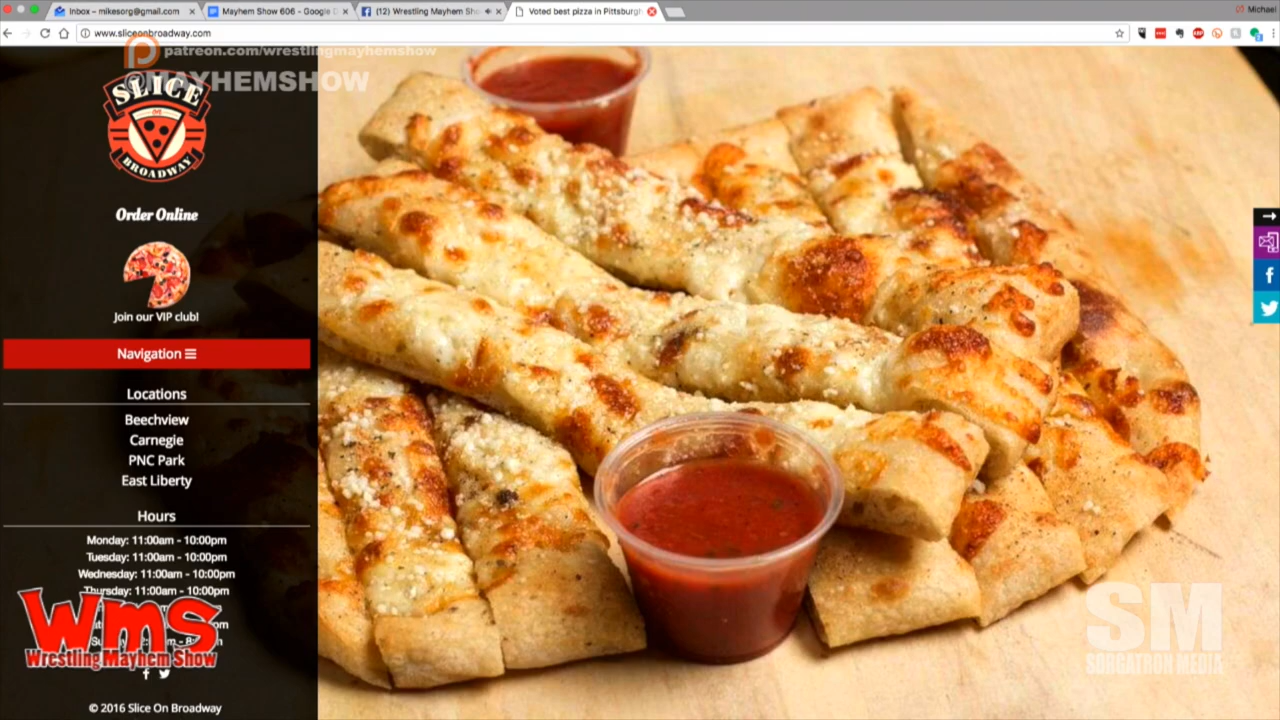 Inbox – mikesorg@gmail.com
Mayhem Show 606 - Google D
(12) Wrestling Mayhem Sh
Voted best pizza in Pittsburgh
Michael
www.sliceonbroadway.com
patreon.com/wrestlingmayhemshow
@MAYHEMSHOW
SLICE
ON
BROADWAY
Order Online
Join our VIP club!
Navigation
Locations
Beechview
Carnegie
PNC Park
East Liberty
Hours
Monday: 11:00am - 10:00pm
Tuesday: 11:00am - 10:00pm
Wednesday: 11:00am - 10:00pm
Thursday: 11:00am - 10:00pm
wms
Wrestling Mayhem Show
© 2016 Slice On Broadway
SM
SORGATRON MEDIA